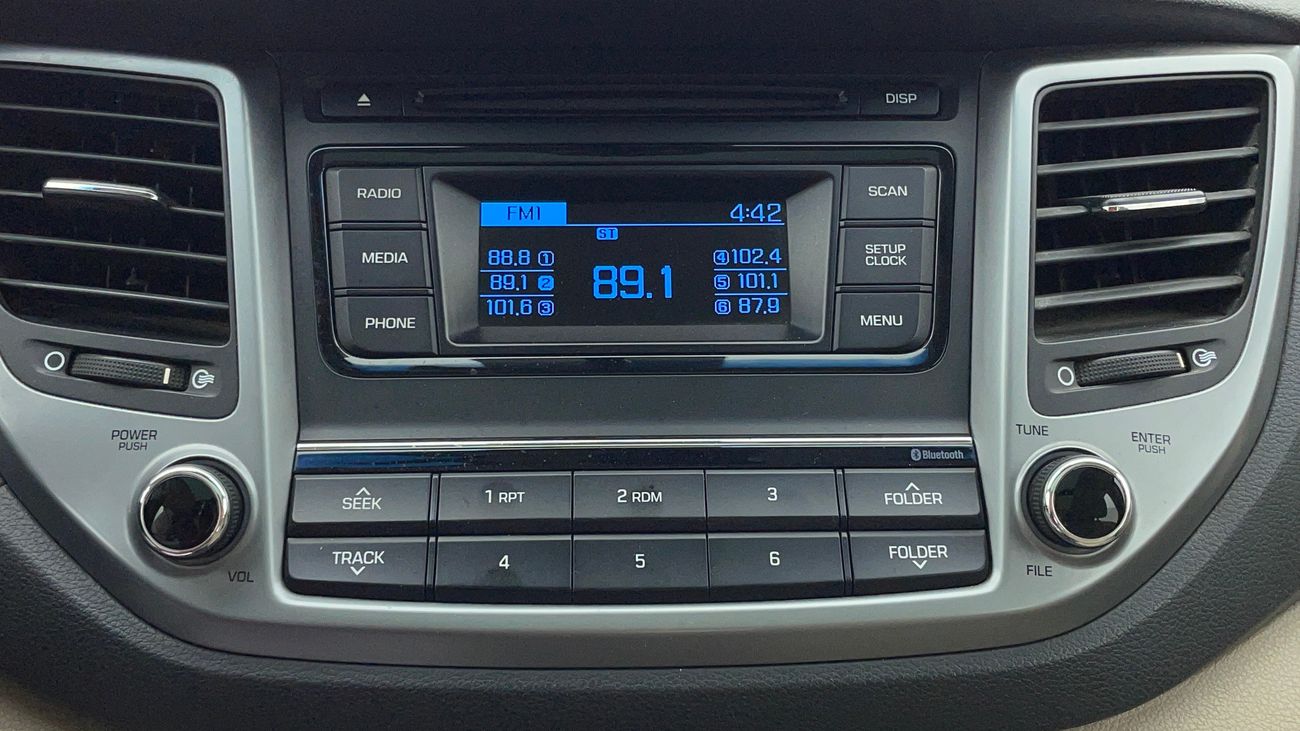 DISP
RADIO
MEDIA
PHONE
FM1 4:42
ST
88.8 1
89.1 2
101.6 3
89.1
4 102.4
5 101.1
6 87.9
SCAN
SETUP
CLOCK
MENU
POWER
PUSH
VOL
Bluetooth
SEEK
1 RPT
2 RDM
3
FOLDER
TRACK
4
5
6
FOLDER
TUNE
ENTER
PUSH
FILE